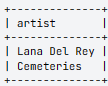 +--------------+
| artist       |
+--------------+
| Lana Del Rey |
| Cemeteries   |
+--------------+